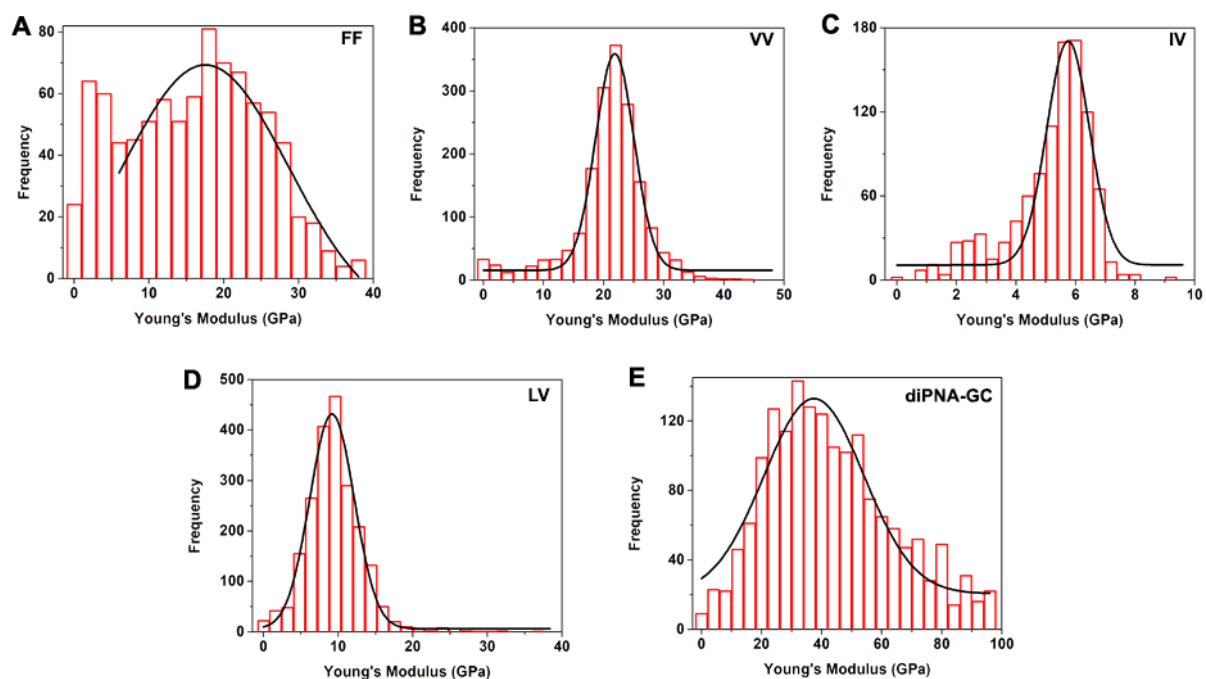 A
FF
80
60
40
20
0
Frequency
0 10 20 30 40
Young's Modulus (GPa)
B
VV
400
300
200
100
0
Frequency
0 10 20 30 40 50
Young's Modulus (GPa)
C
IV
180
120
60
0
Frequency
0 2 4 6 8 10
Young's Modulus (GPa)
D
LV
500
400
300
200
100
0
Frequency
0 10 20 30 40
Young's Modulus (GPa)
E
diPNA-GC
120
80
40
0
Frequency
0 20 40 60 80 100
Young's Modulus (GPa)